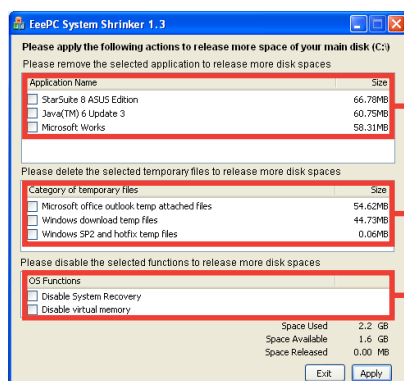 EeePC System Shrinker 1.3
Please apply the following actions to release more space of your main disk (C:\)
Please remove the selected application to release more disk spaces
Application Name Size
StarSuite 8 ASUS Edition 66.78MB
Java(TM) 6 Update 3 60.75MB
Microsoft Works 58.31MB
Please delete the selected temporary files to release more disk spaces
Category of temporary files Size
Microsoft office outlook temp attached files 54.62MB
Windows download temp files 44.73MB
Windows SP2 and hotfix temp files 0.06MB
Please disable the selected functions to release more disk spaces
OS Functions
Disable System Recovery
Disable virtual memory
Space Used 2.2 GB
Space Available 1.6 GB
Space Released 0.00 MB
Exit Apply